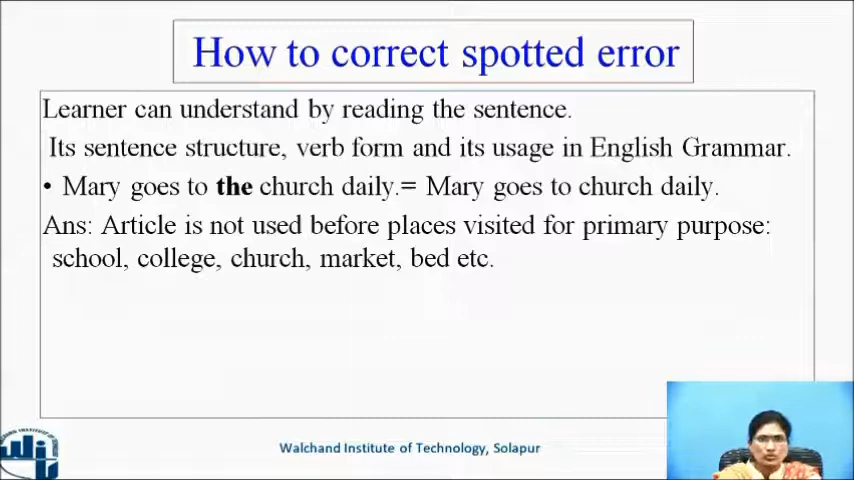 How to correct spotted error
Learner can understand by reading the sentence.
Its sentence structure, verb form and its usage in English Grammar.
• Mary goes to the church daily.= Mary goes to church daily.
Ans: Article is not used before places visited for primary purpose:
school, college, church, market, bed etc.
Walchand Institute of Technology, Solapur